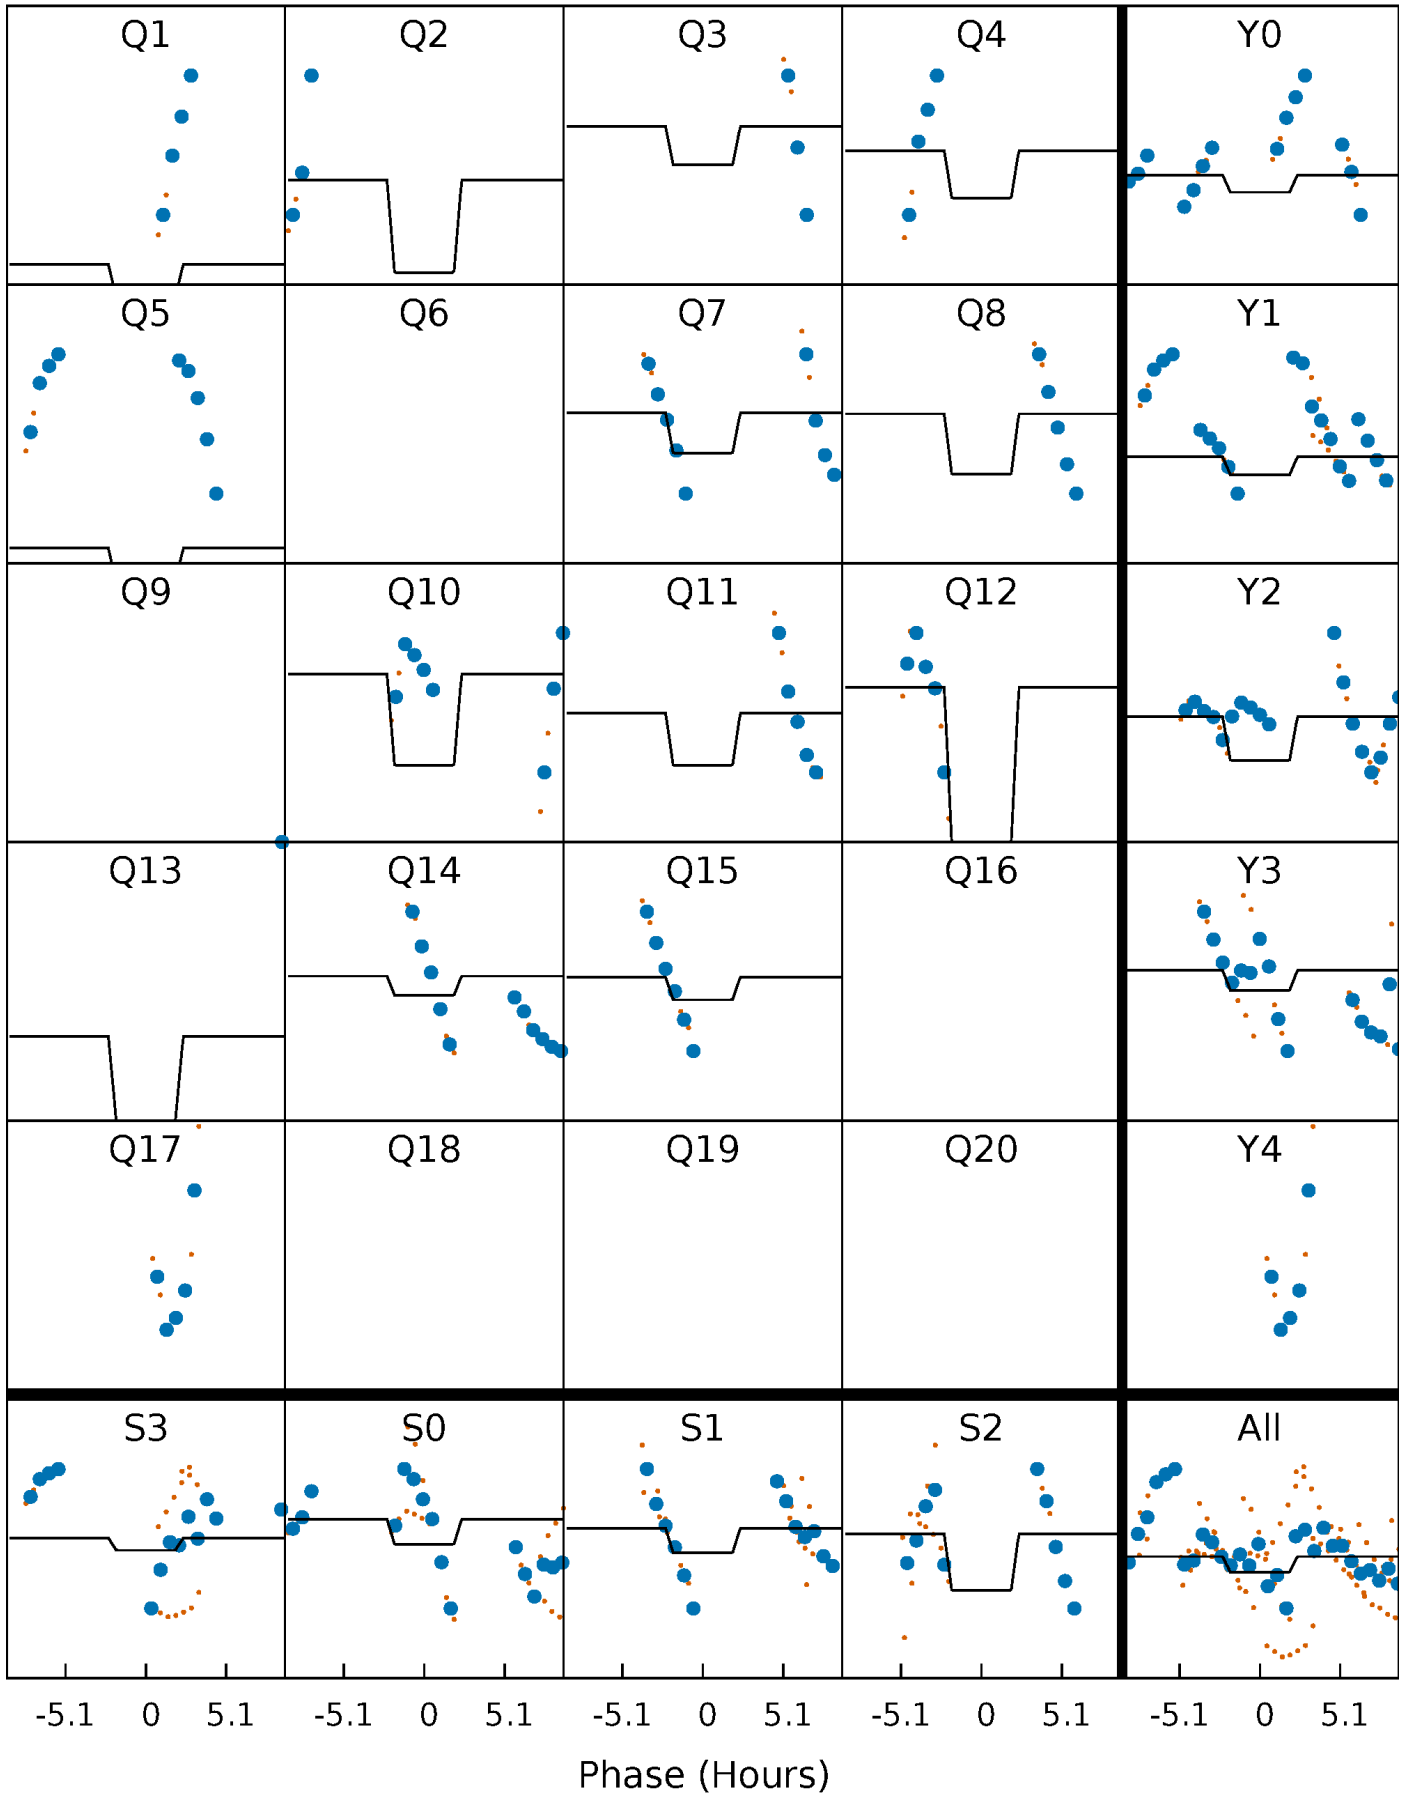 Q1 Q2 Q3 Q4 Y0
Q5 Q6 Q7 Q8 Y1
Q9 Q10 Q11 Q12 Y2
Q13 Q14 Q15 Q16 Y3
Q17 Q18 Q19 Q20 Y4
S3 S0 S1 S2 All
-5.1 0 5.1 -5.1 0 5.1 -5.1 0 5.1 -5.1 0 5.1 -5.1 0 5.1
Phase (Hours)